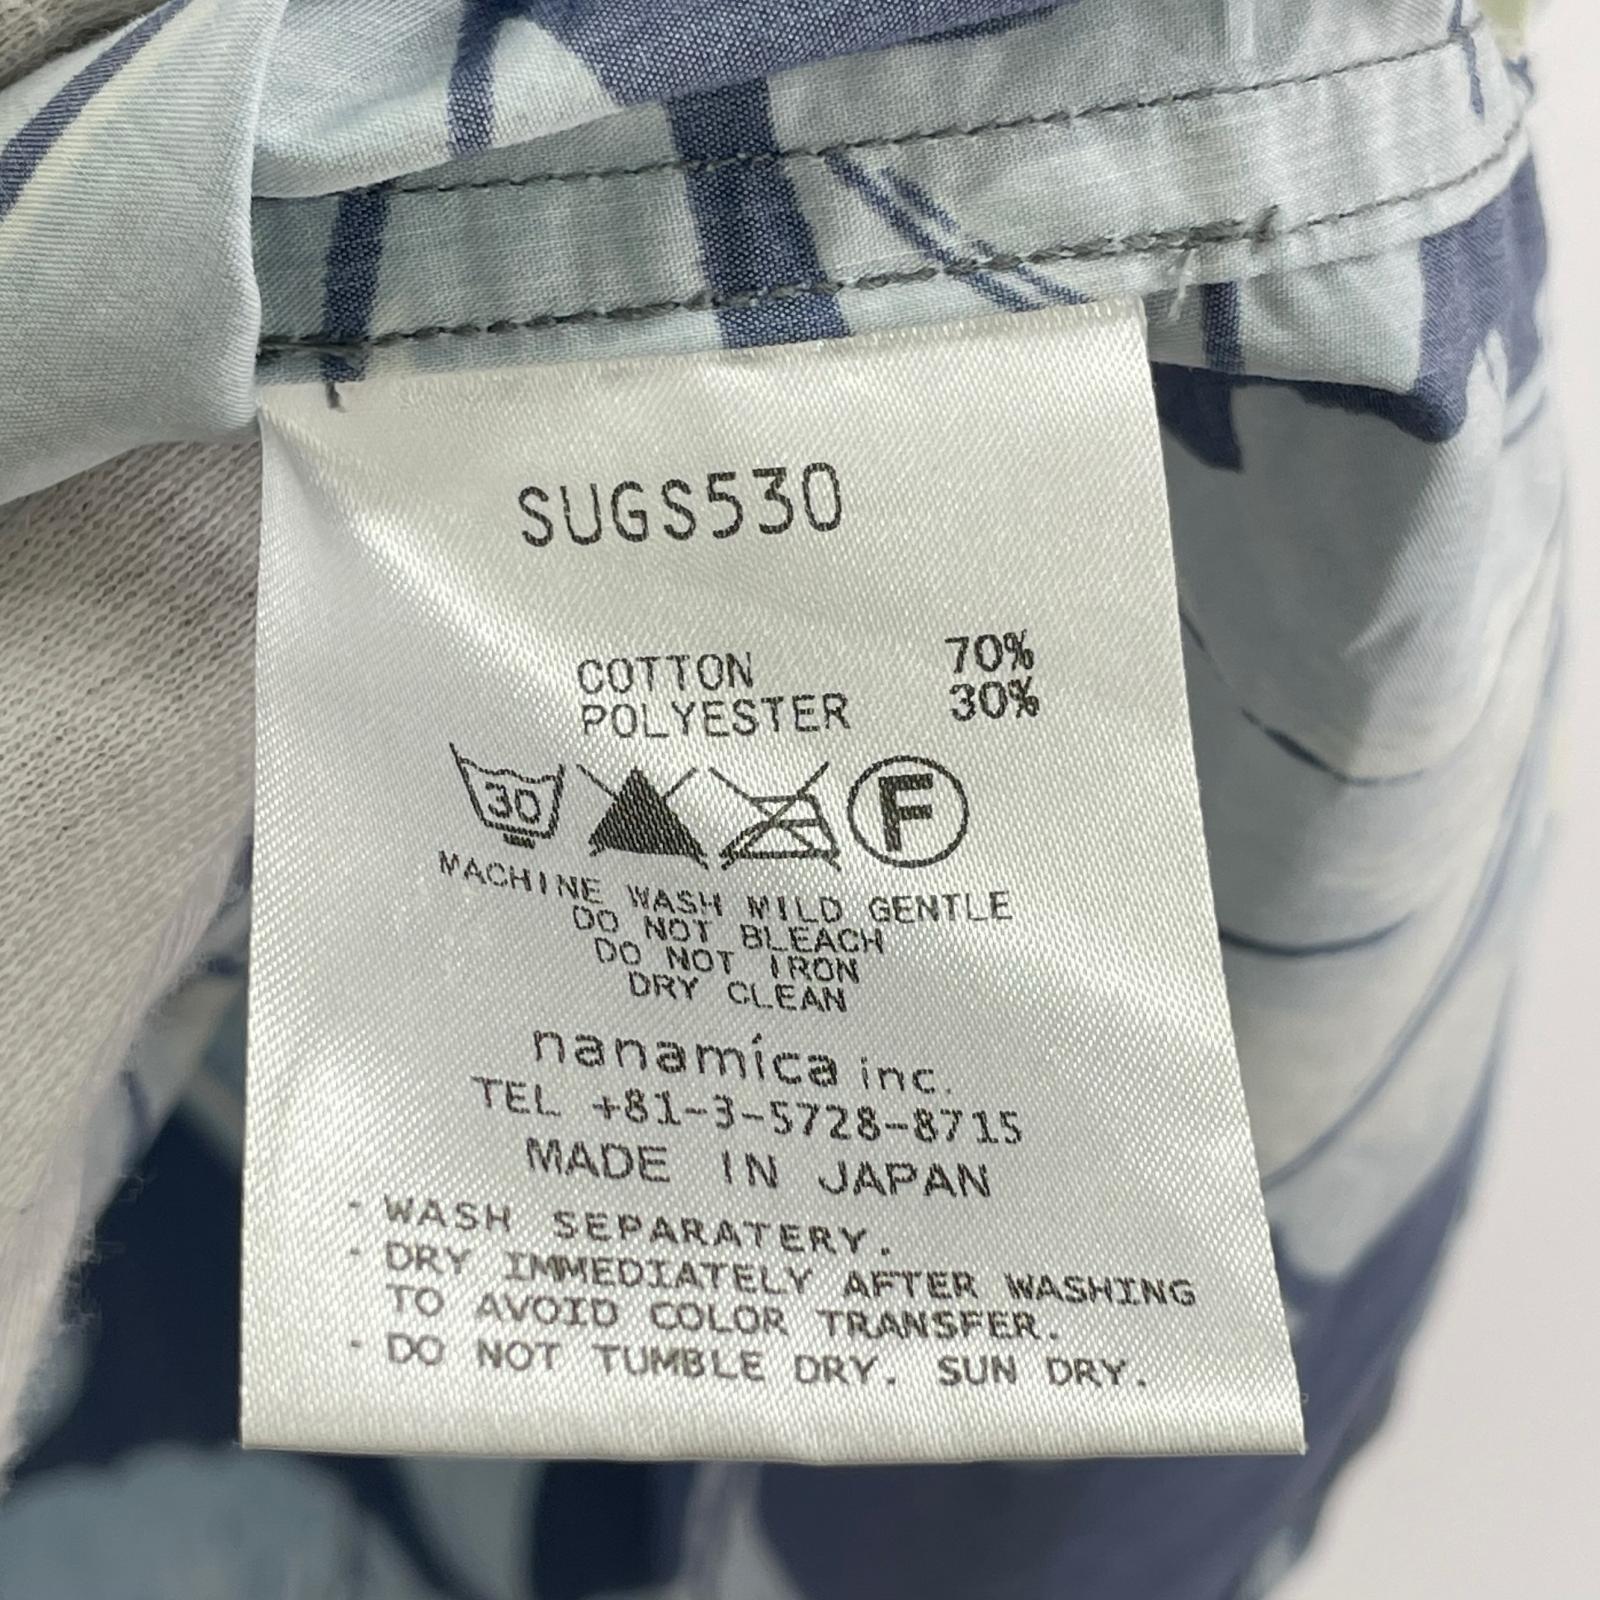 SUGS530
COTTON 70%
POLYESTER 30%
30 F
MACHINE WASH MILD GENTLE
DO NOT BLEACH
DO NOT IRON
DRY CLEAN
nanamíca inc.
TEL +81-3-5728-8715
MADE IN JAPAN
- WASH SEPARATERY.
- DRY IMMEDIATELY AFTER WASHING
TO AVOID COLOR TRANSFER.
- DO NOT TUMBLE DRY. SUN DRY.